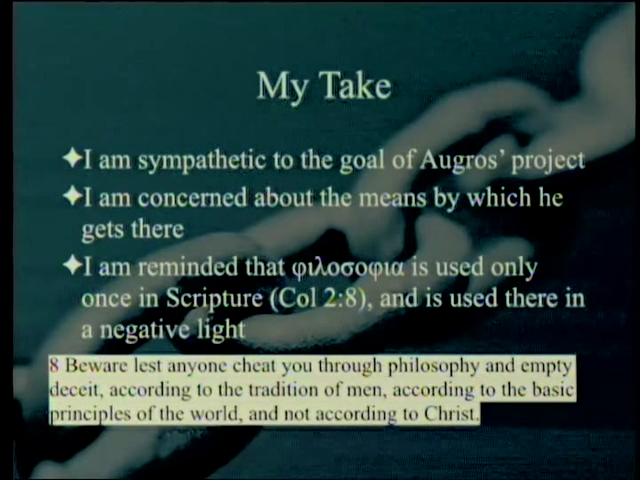 My Take
✦I am sympathetic to the goal of Augros' project
✦I am concerned about the means by which he
gets there
✦I am reminded that φιλοσοφια is used only
once in Scripture (Col 2:8), and is used there in
a negative light
8 Beware lest anyone cheat you through philosophy and empty
deceit, according to the tradition of men, according to the basic
principles of the world, and not according to Christ.